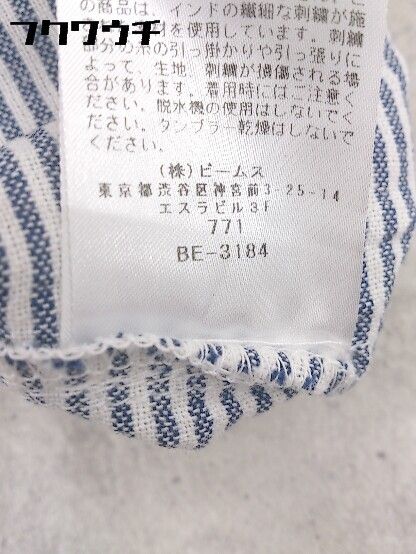 フクウクチ
の商品は、インドの繊細な刺繍が施
を使用しています。刺繍
部分の糸の引っ掛かりや引っ張りに
よって、生地、刺繍が損傷される場
合があります。着用時にはご注意く
ださい。脱水機の使用はしないでく
ださい。タンブラー乾燥はしないで
ください。
(株)ビームス
東京都渋谷区神宮前3-25-14
エスラビル3F
771
BE-3184